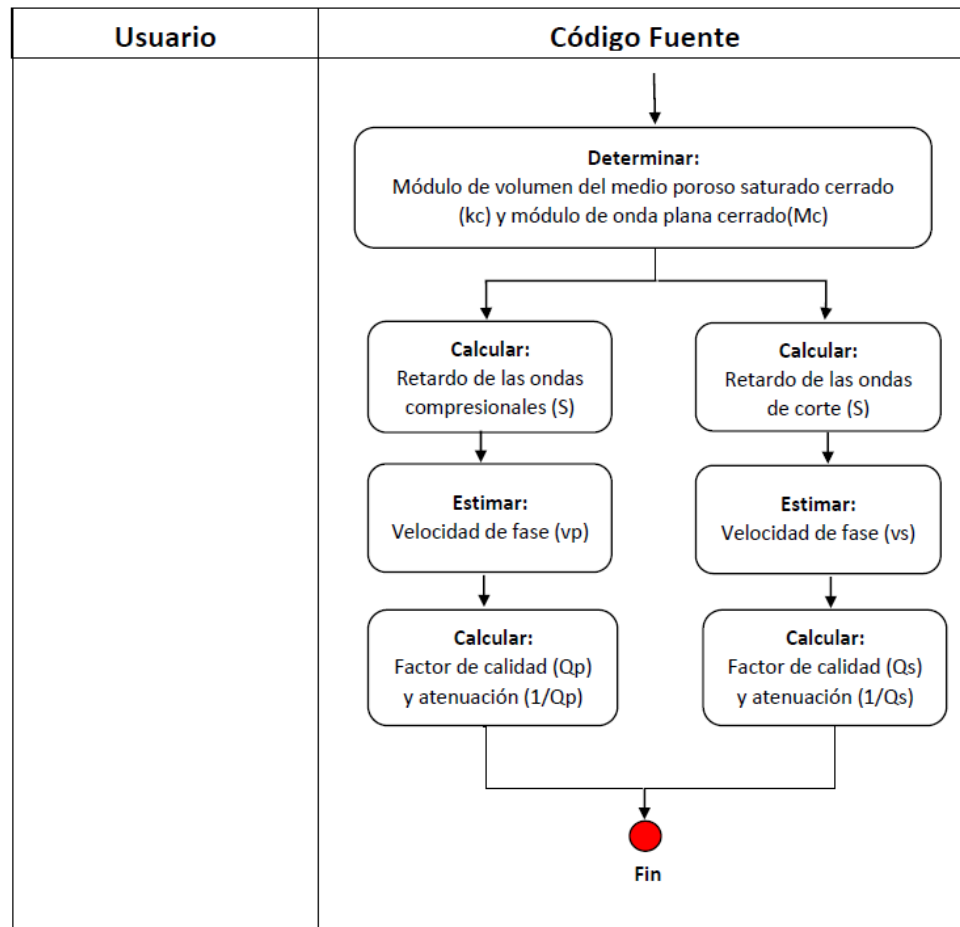 Usuario
Código Fuente
Determinar:
Módulo de volumen del medio poroso saturado cerrado
(kc) y módulo de onda plana cerrado(Mc)
Calcular:
Retardo de las ondas
compresionales (S)
Calcular:
Retardo de las ondas
de corte (S)
Estimar:
Velocidad de fase (vp)
Estimar:
Velocidad de fase (vs)
Calcular:
Factor de calidad (Qp)
y atenuación (1/Qp)
Calcular:
Factor de calidad (Qs)
y atenuación (1/Qs)
Fin